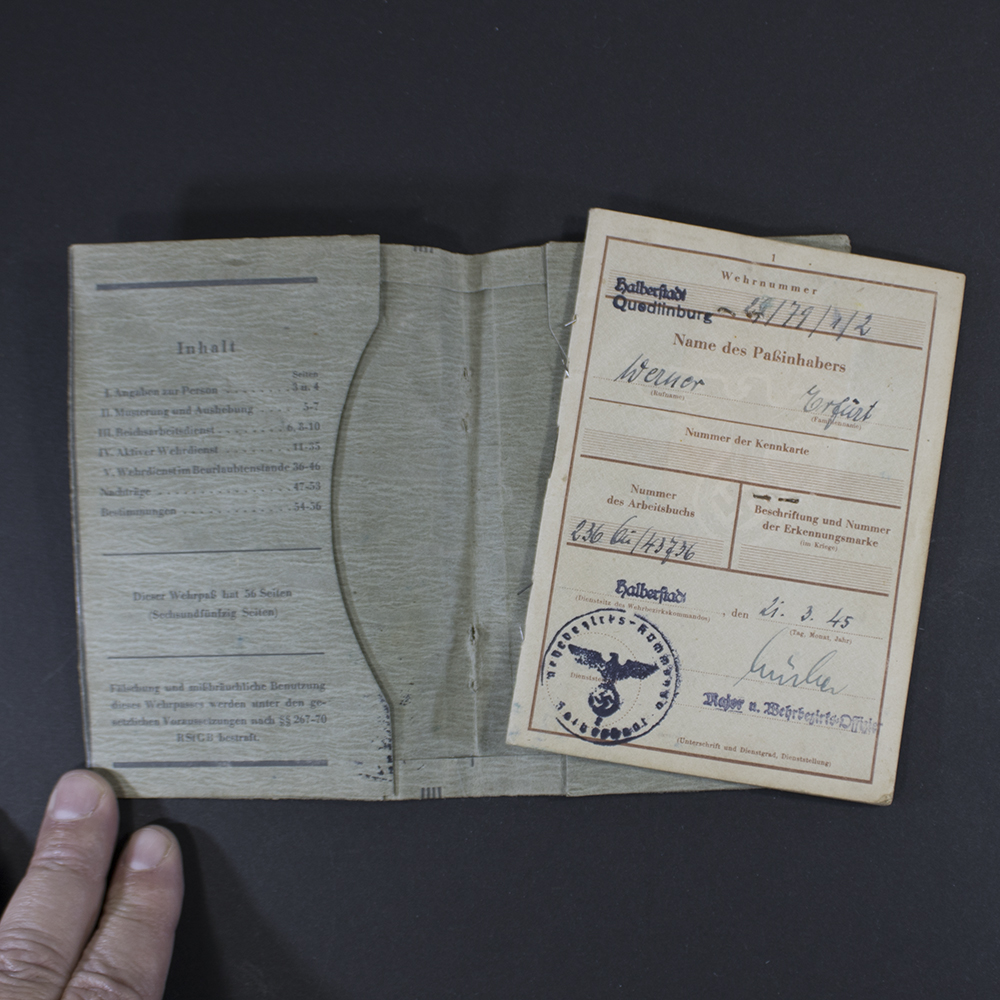 Inhalt
Seiten
I. Angaben zur Person . . . . . . . 3 u. 4
II. Musterung und Aushebung . . . . 5-7
III. Reichsarbeitsdienst . . . . . . 6, 8-10
IV. Aktiver Wehrdienst . . . . . . . 11-35
V. Wehrdienst im Beurlaubtenstande 36-46
Nachträge . . . . . . . . . . . . 47-53
Bestimmungen . . . . . . . . . . 54-56
Dieser Wehrpaß hat 56 Seiten
(Sechsundfünfzig Seiten)
Fälschung und mißbräuchliche Benutzung
dieses Wehrpasses werden unter den ge-
setzlichen Voraussetzungen nach §§ 267-70
RStGB bestraft.
1
Wehrnummer
Halberstadt
Quedlinburg
Name des Paßinhabers
Werner Erfurt
(Rufname) (Familienname)
Nummer der Kennkarte
Nummer
des Arbeitsbuchs
236 /43736
Beschriftung und Nummer
der Erkennungsmarke
(im Kriege)
Halberstadt, den 21. 3. 45
(Dienstsitz des Wehrbezirkskommandos) (Tag, Monat, Jahr)
Major u. Wehrbezirks-Offizier
(Unterschrift und Dienstgrad, Dienststellung)